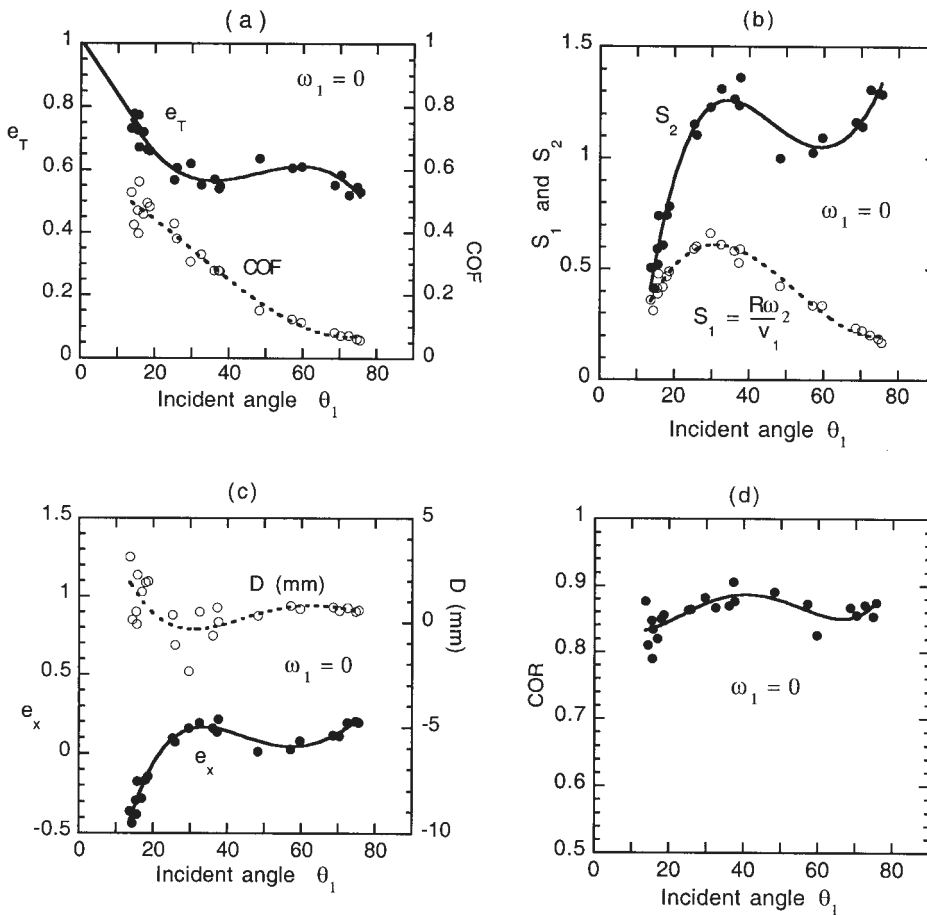 (a)
1
0.8
0.6
0.4
0.2
0
e_T
ω_1 = 0
e_T
COF
1
0.8
0.6
0.4
0.2
0
COF
0 20 40 60 80
Incident angle θ_1
(b)
1.5
1
0.5
0
S_1 and S_2
S_2
ω_1 = 0
S_1 = Rω_2 / v_1
0 20 40 60 80
Incident angle θ_1
(c)
1.5
1
0.5
0
-0.5
e_x
D (mm)
ω_1 = 0
e_x
5
0
-5
-10
D (mm)
0 20 40 60 80
Incident angle θ_1
(d)
1
0.9
0.8
0.7
0.6
0.5
COR
ω_1 = 0
0 20 40 60 80
Incident angle θ_1